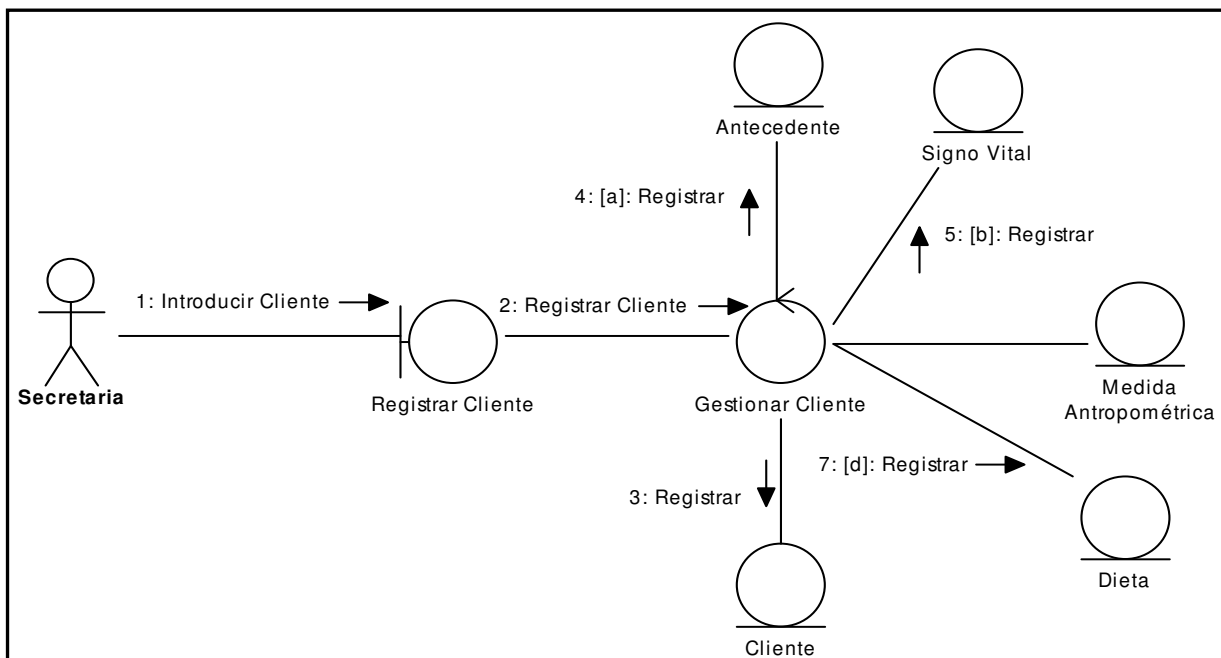 Antecedente
Signo Vital
4: [a]: Registrar
5: [b]: Registrar
1: Introducir Cliente
2: Registrar Cliente
Secretaria
Registrar Cliente
Gestionar Cliente
Medida
Antropométrica
7: [d]: Registrar
3: Registrar
Dieta
Cliente